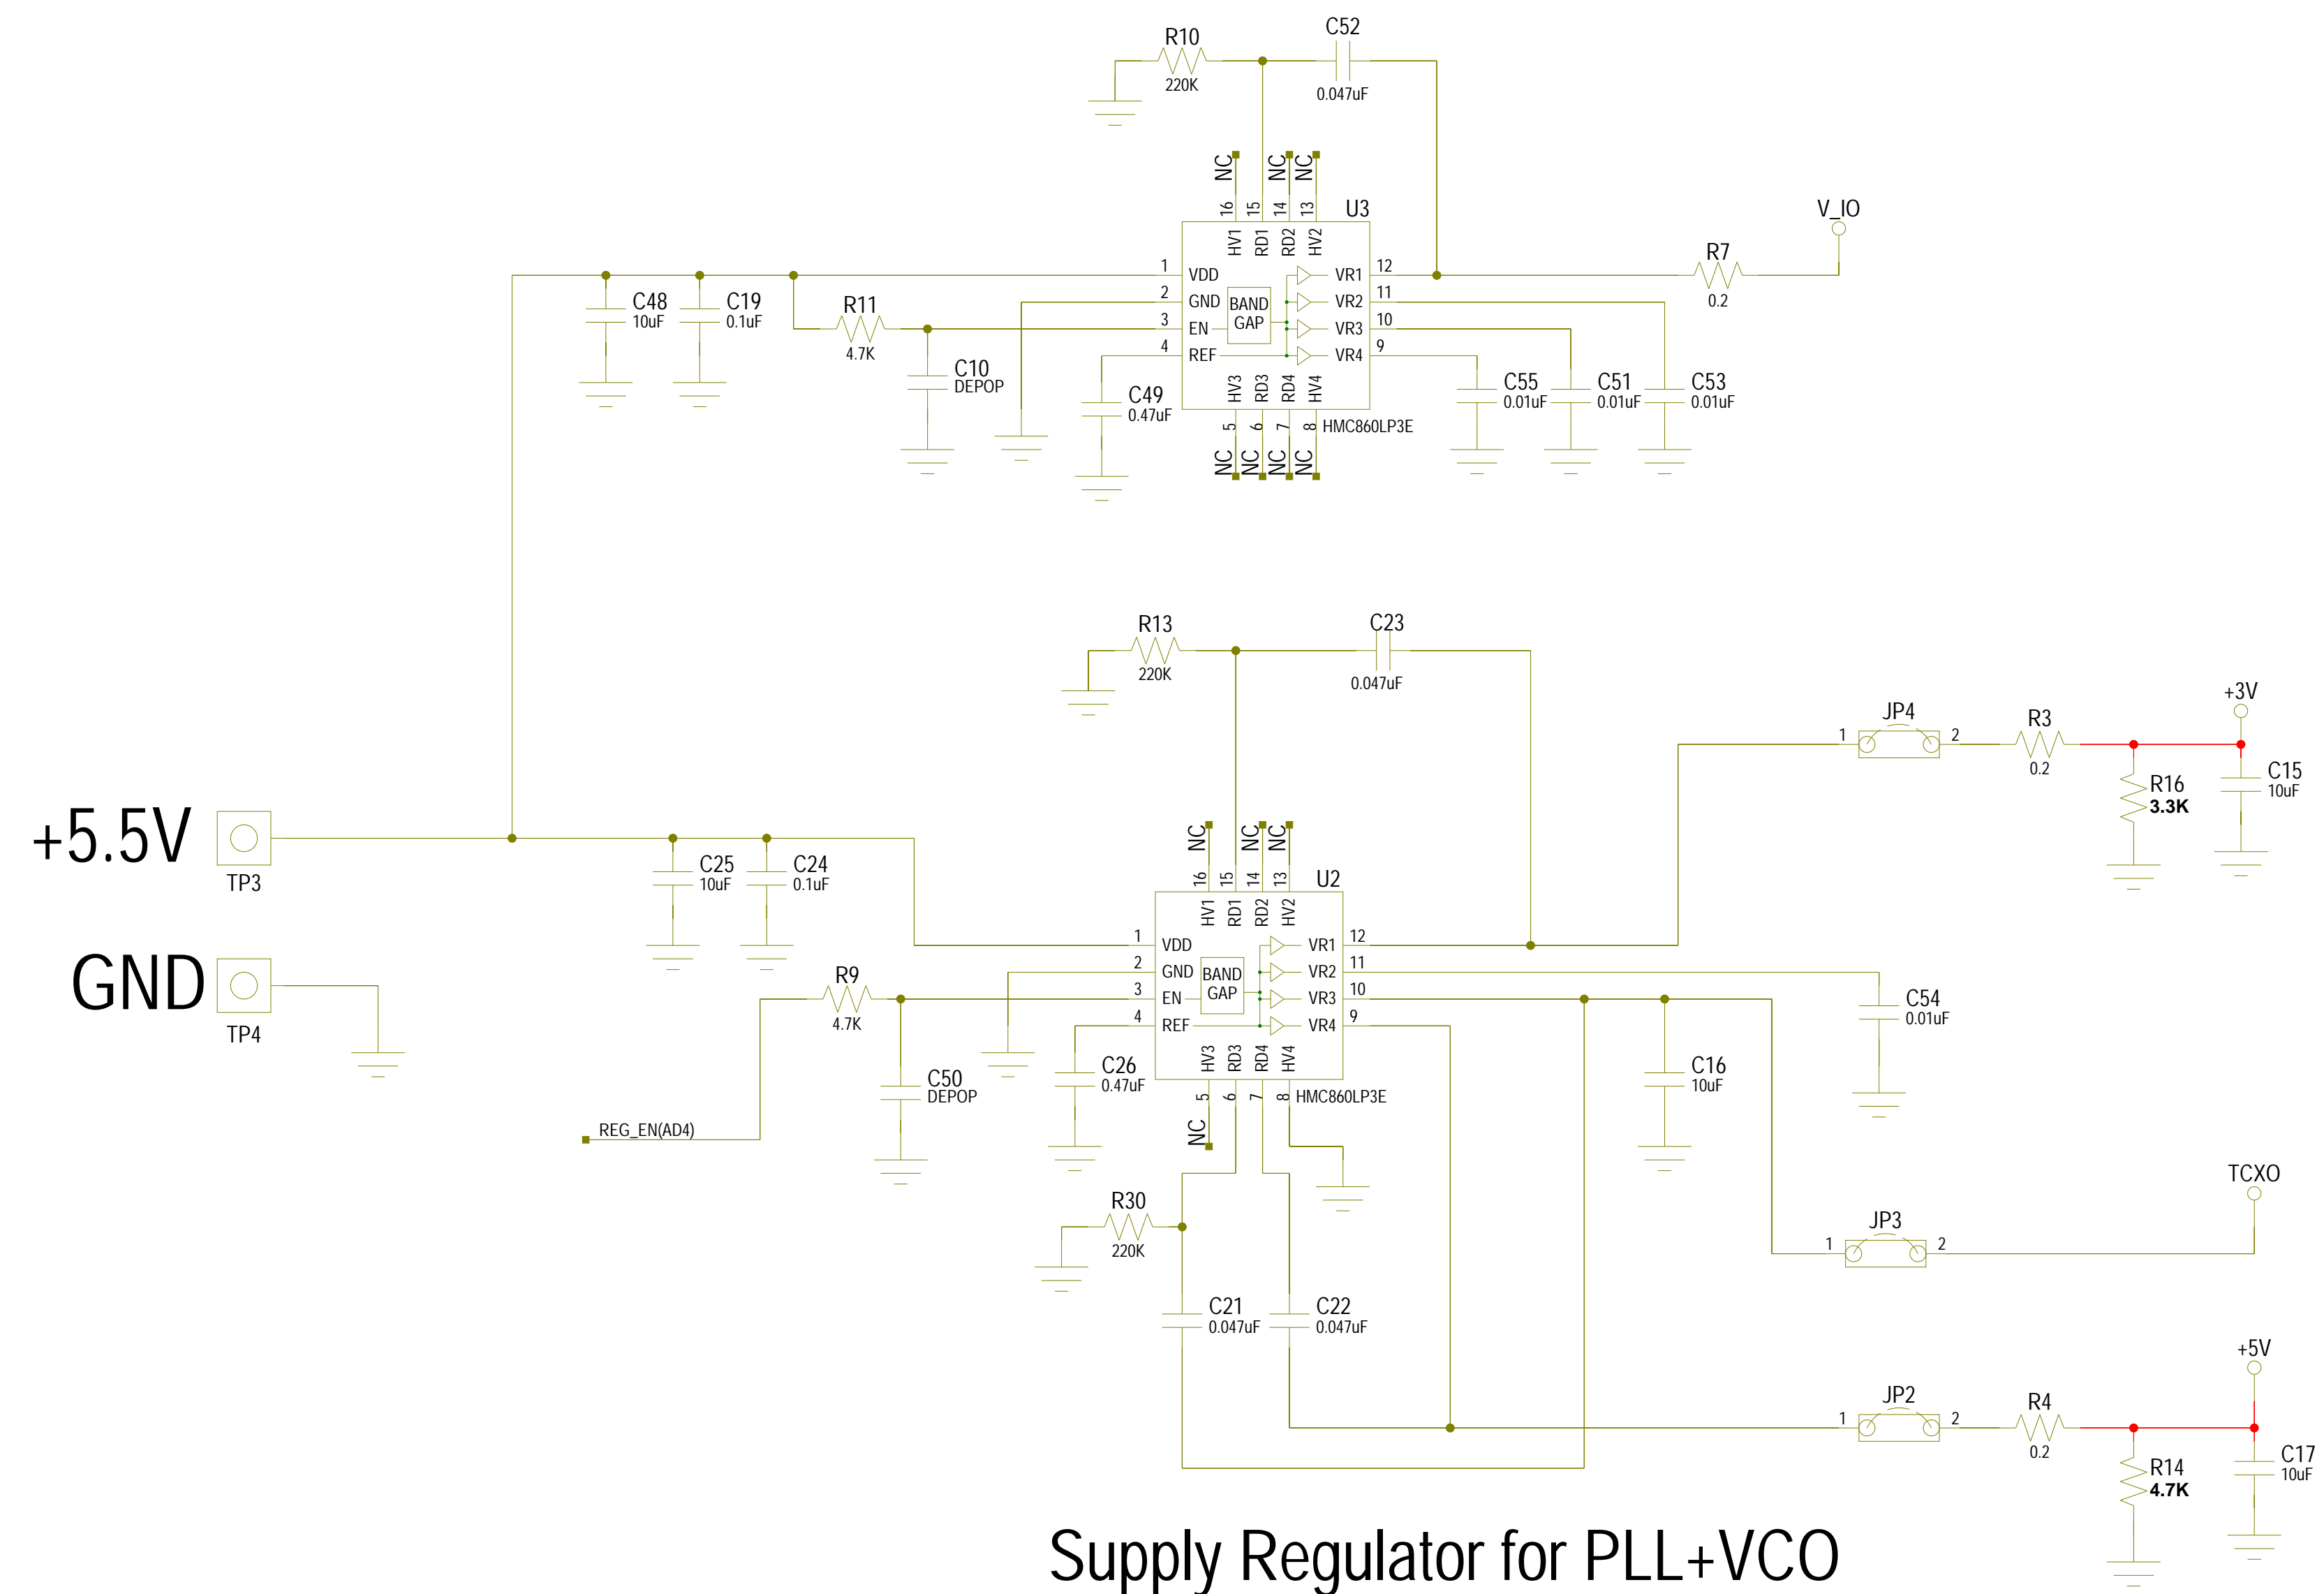 R10
220K
C52
0.047uF
NC
NC
NC
16
15
14
13
U3
HV1
RD1
RD2
HV2
V_IO
R7
0.2
1
VDD
VR1
12
2
GND
BAND
GAP
VR2
11
3
EN
VR3
10
4
REF
VR4
9
C48
10uF
C19
0.1uF
R11
4.7K
C10
DEPOP
C49
0.47uF
HV3
RD3
RD4
HV4
5
6
7
8
HMC860LP3E
NC
NC
NC
NC
C55
0.01uF
C51
0.01uF
C53
0.01uF
R13
220K
C23
0.047uF
JP4
1
2
R3
0.2
+3V
R16
3.3K
C15
10uF
+5.5V
TP3
GND
TP4
C25
10uF
C24
0.1uF
NC
NC
NC
16
15
14
13
U2
HV1
RD1
RD2
HV2
1
VDD
VR1
12
2
GND
BAND
GAP
VR2
11
3
EN
VR3
10
4
REF
VR4
9
R9
4.7K
C50
DEPOP
REG_EN(AD4)
C26
0.47uF
HV3
RD3
RD4
HV4
5
6
7
8
HMC860LP3E
NC
C16
10uF
C54
0.01uF
R30
220K
C21
0.047uF
C22
0.047uF
TCXO
JP3
1
2
+5V
JP2
1
2
R4
0.2
R14
4.7K
C17
10uF
Supply Regulator for PLL+VCO